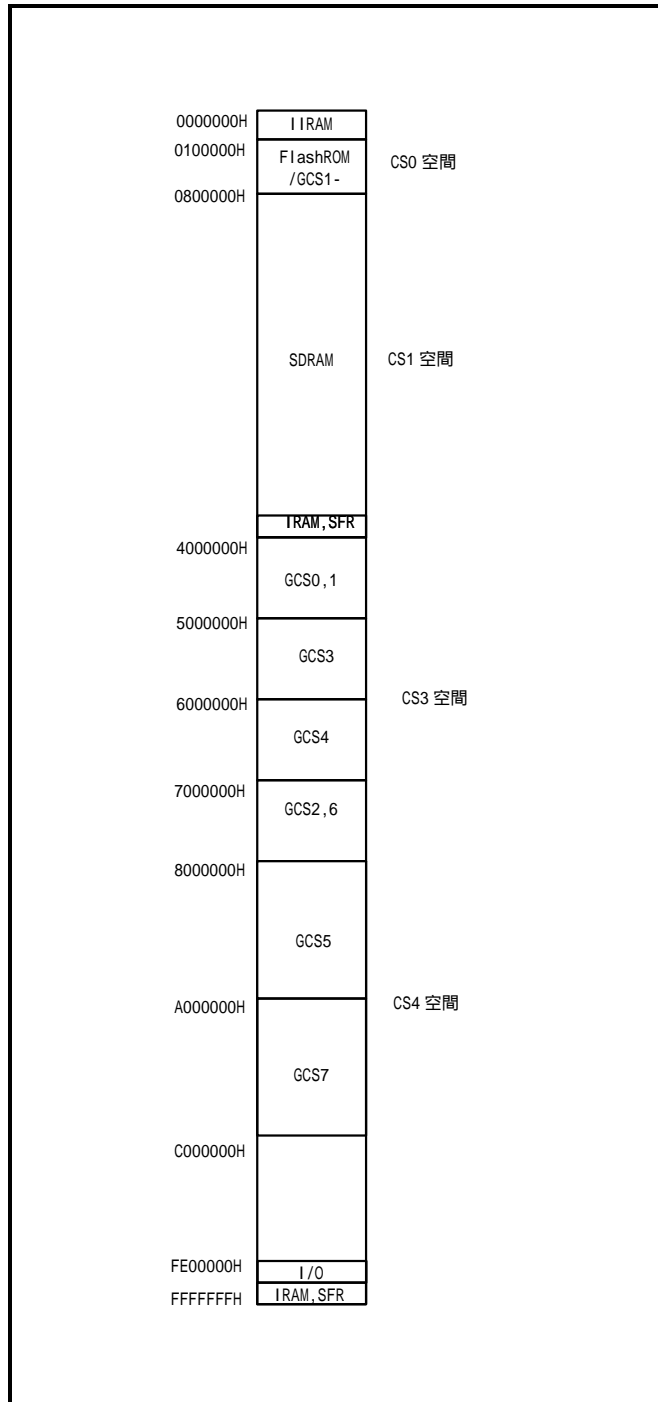 0000000H
IIRAM
0100000H
FlashROM
/GCS1-
CS0 空間
0800000H
SDRAM
CS1 空間
IRAM,SFR
4000000H
GCS0,1
5000000H
GCS3
6000000H
CS3 空間
GCS4
7000000H
GCS2,6
8000000H
GCS5
A000000H
CS4 空間
GCS7
C000000H
FE00000H
I/O
FFFFFFFH
IRAM,SFR